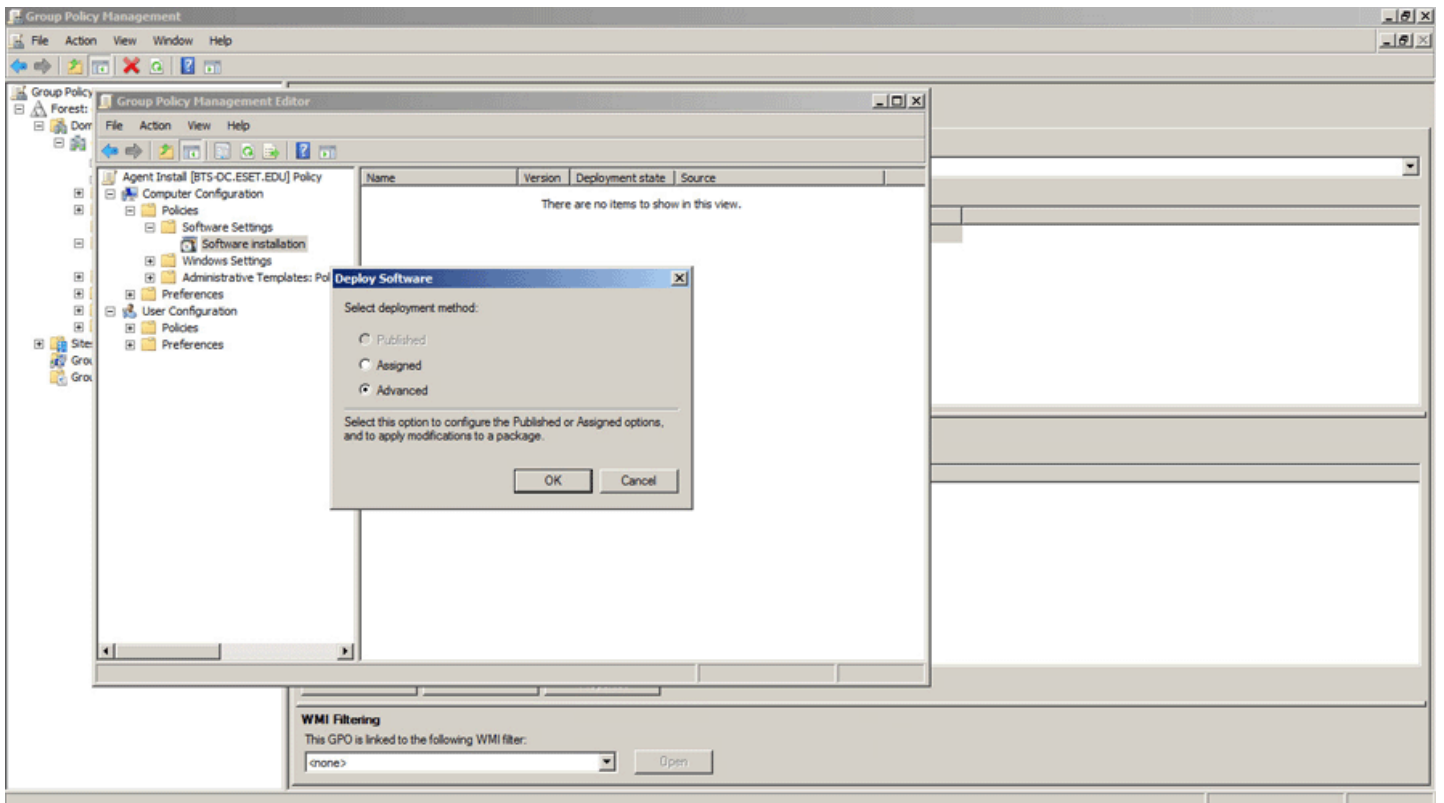 Group Policy Management
File Action View Window Help
Group Policy
Forest:
Dom
Site
Grou
Grou
Group Policy Management Editor
File Action View Help
Agent Install [BTS-DC.ESET.EDU] Policy
Computer Configuration
Policies
Software Settings
Software installation
Windows Settings
Administrative Templates: Pol
Preferences
User Configuration
Policies
Preferences
Name Version Deployment state Source
There are no items to show in this view.
Deploy Software
Select deployment method:
Published
Assigned
Advanced
Select this option to configure the Published or Assigned options,
and to apply modifications to a package.
OK Cancel
WMI Filtering
This GPO is linked to the following WMI filter:
<none> Open